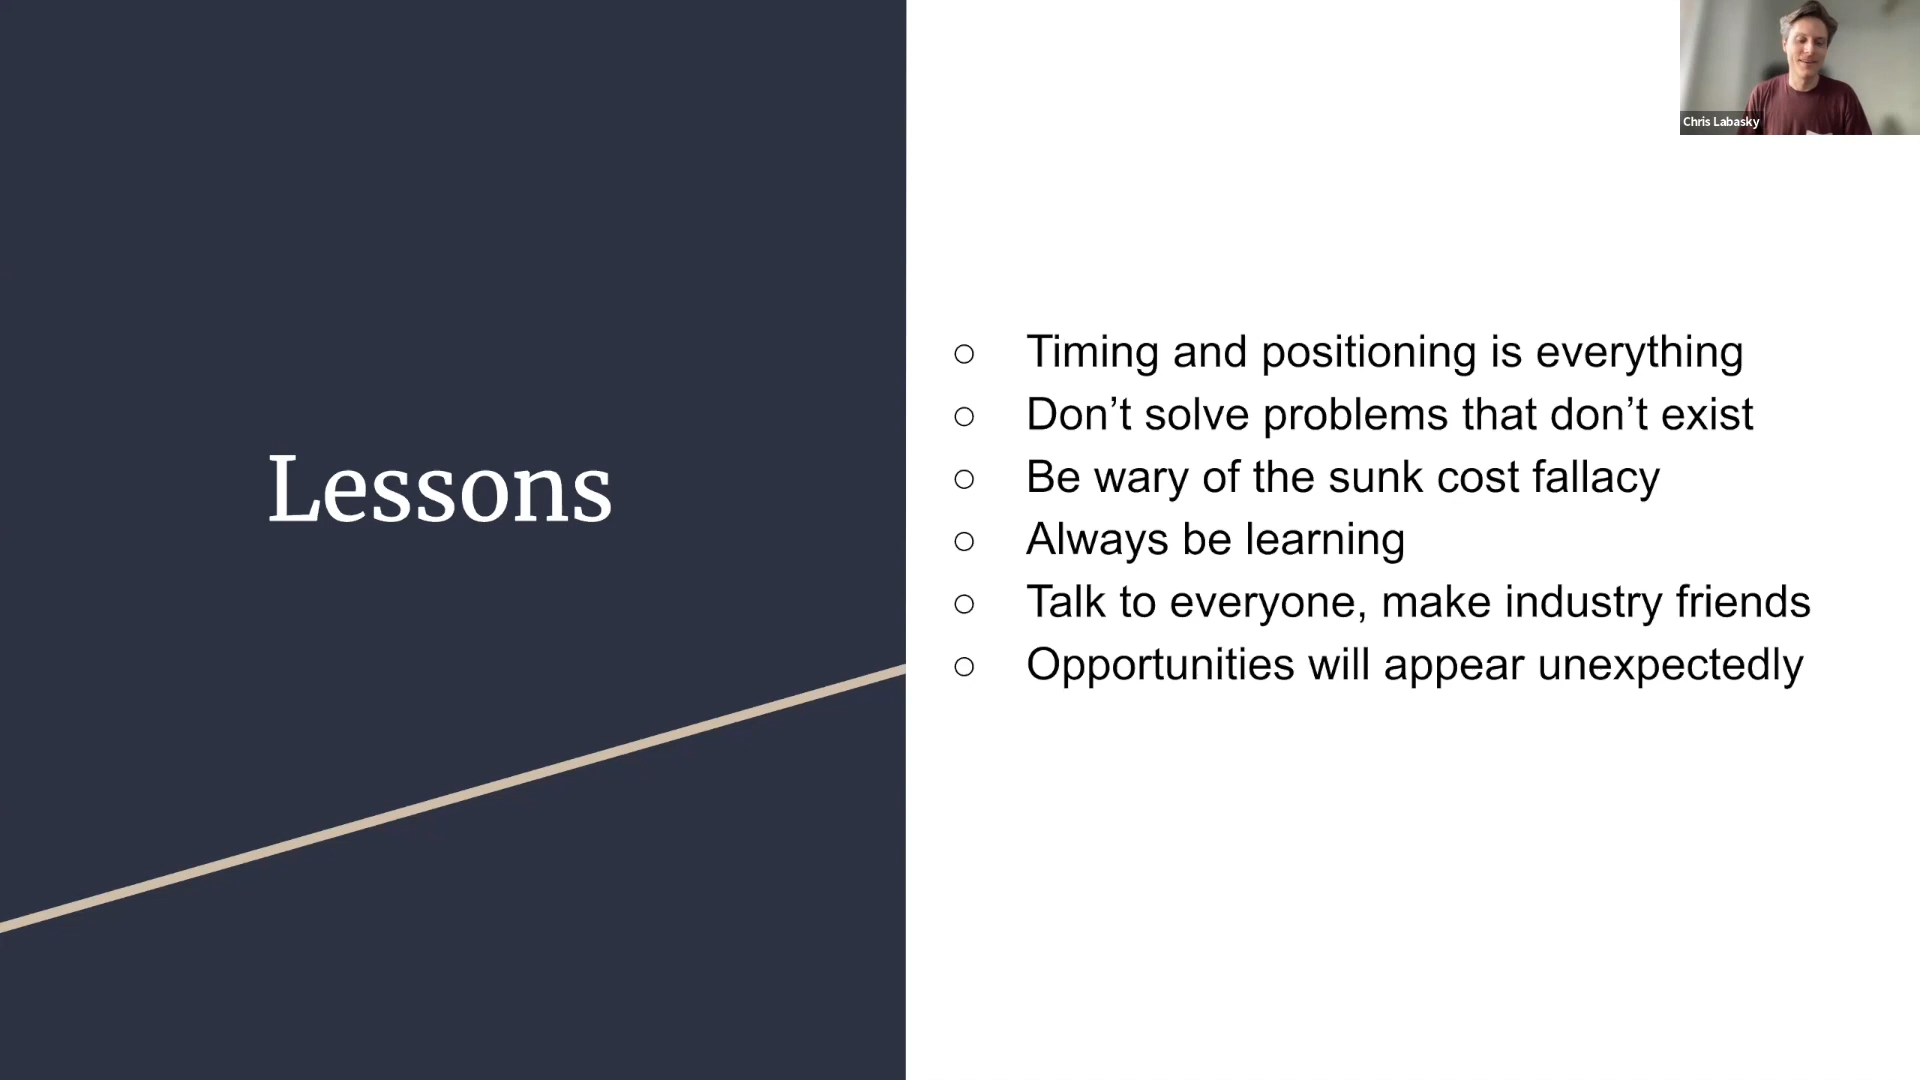 Lessons
Timing and positioning is everything
Don’t solve problems that don’t exist
Be wary of the sunk cost fallacy
Always be learning
Talk to everyone, make industry friends
Opportunities will appear unexpectedly
Chris Labasky